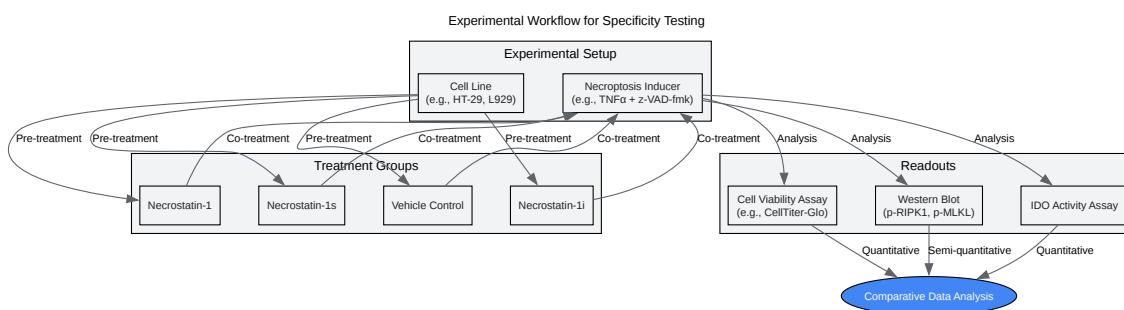 Experimental Workflow for Specificity Testing
Experimental Setup
Cell Line
(e.g., HT-29, L929)
Necroptosis Inducer
(e.g., TNFα + z-VAD-fmk)
Pre-treatment
Pre-treatment
Co-treatment
Pre-treatment
Co-treatment
Pre-treatment
Co-treatment
Co-treatment
Analysis
Analysis
Analysis
Treatment Groups
Readouts
Necrostatin-1
Necrostatin-1s
Vehicle Control
Necrostatin-1i
Cell Viability Assay
(e.g., CellTiter-Glo)
Western Blot
(p-RIPK1, p-MLKL)
IDO Activity Assay
Quantitative
Semi-quantitative
Quantitative
Comparative Data Analysis